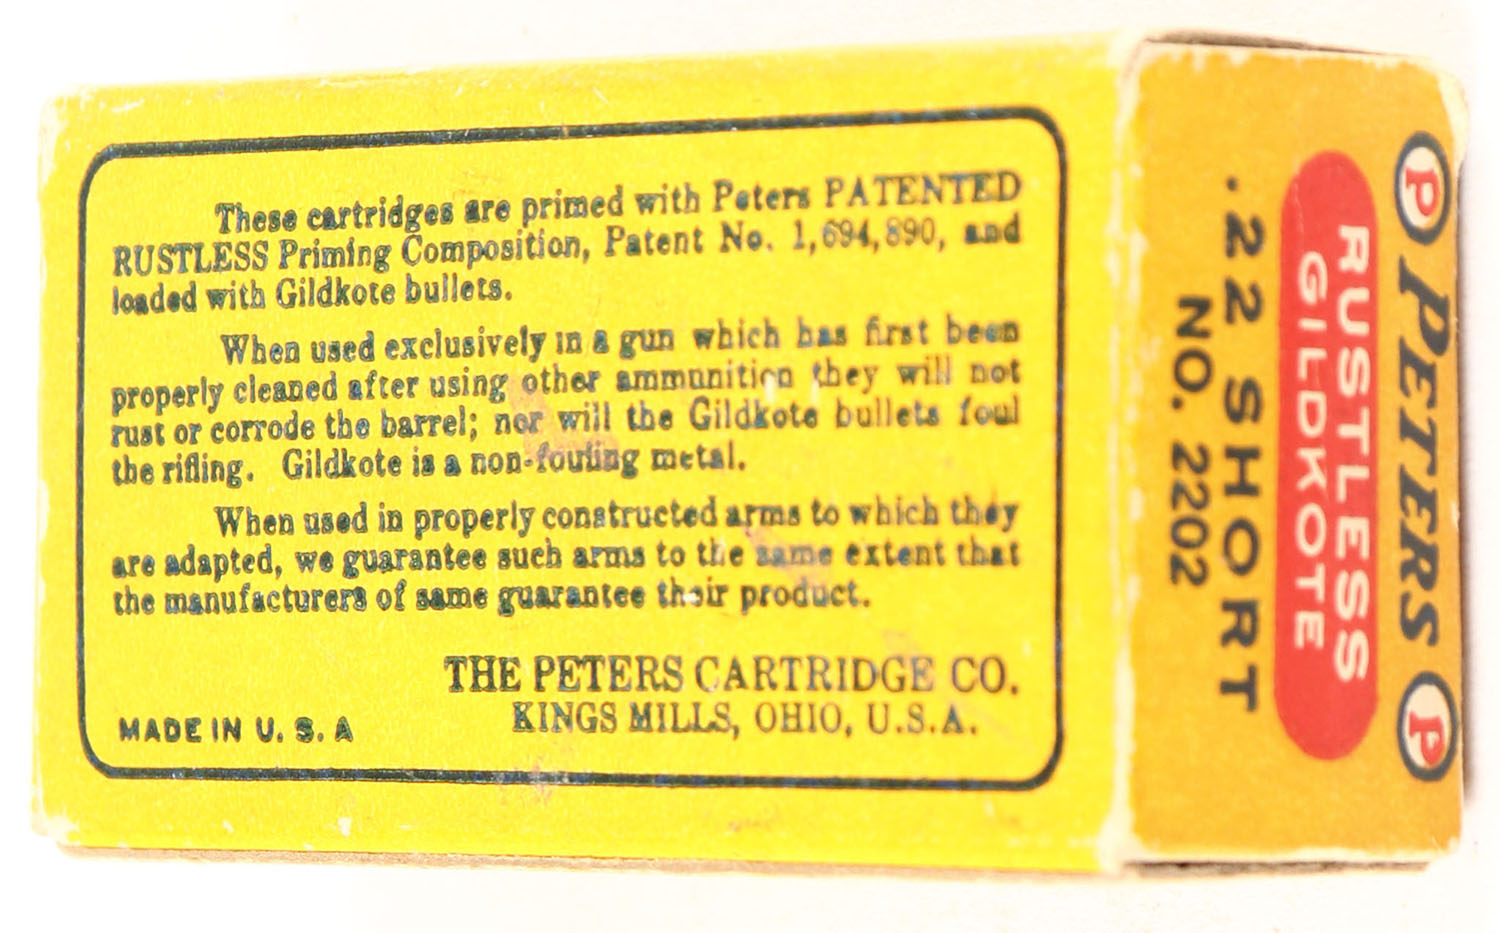 These cartridges are primed with Peters PATENTED
RUSTLESS Priming Composition, Patent No. 1,694,890, and
loaded with Gildkote bullets.
When used exclusively in a gun which has first been
properly cleaned after using other ammunition they will not
rust or corrode the barrel; nor will the Gildkote bullets foul
the rifling. Gildkote is a non-fouling metal.
When used in properly constructed arms to which they
are adapted, we guarantee such arms to the same extent that
the manufacturers of same guarantee their product.
THE PETERS CARTRIDGE CO.
KINGS MILLS, OHIO, U.S.A.
MADE IN U. S. A
P PETERS P
RUSTLESS
GILDKOTE
.22 SHORT
NO. 2202